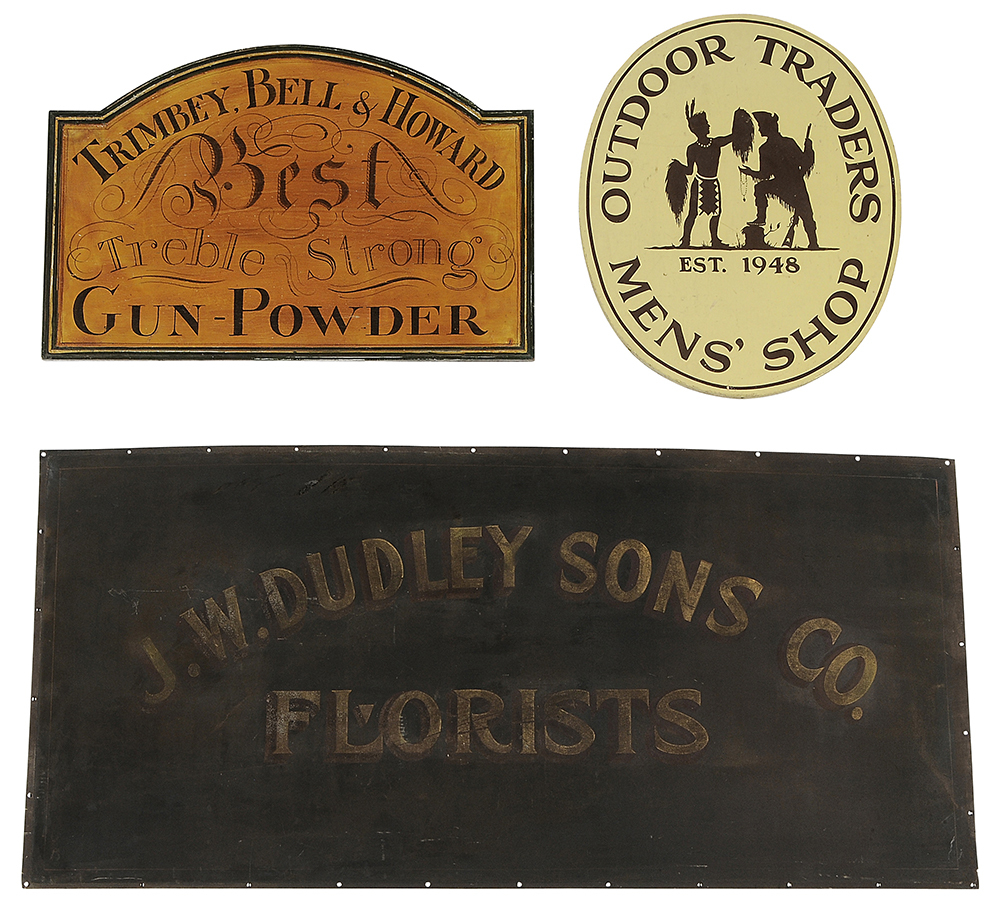 TRIMBEY, BELL & HOWARD
Best
Treble Strong
GUN-POWDER
OUTDOOR TRADERS
EST. 1948
MENS' SHOP
J.W. DUDLEY SONS CO.
FLORISTS